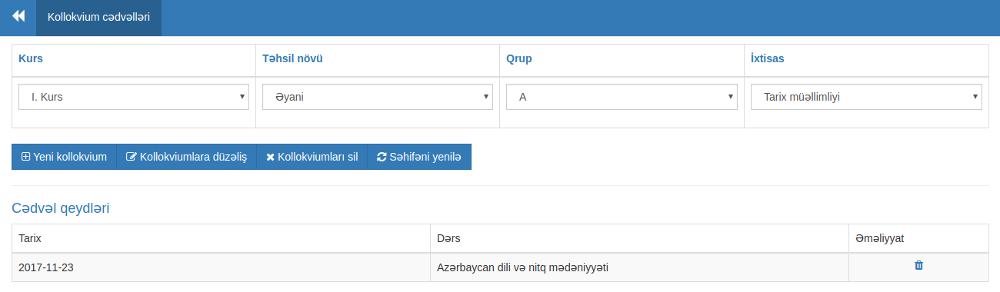 Kollokvium cədvəlləri
Kurs Təhsil növü Qrup İxtisas
I. Kurs Əyani A Tarix müəllimliyi
Yeni kollokvium Kollokviumlara düzəliş Kollokviumları sil Səhifəni yenilə
Cədvəl qeydləri
Tarix Dərs Əməliyyat
2017-11-23 Azərbaycan dili və nitq mədəniyyəti